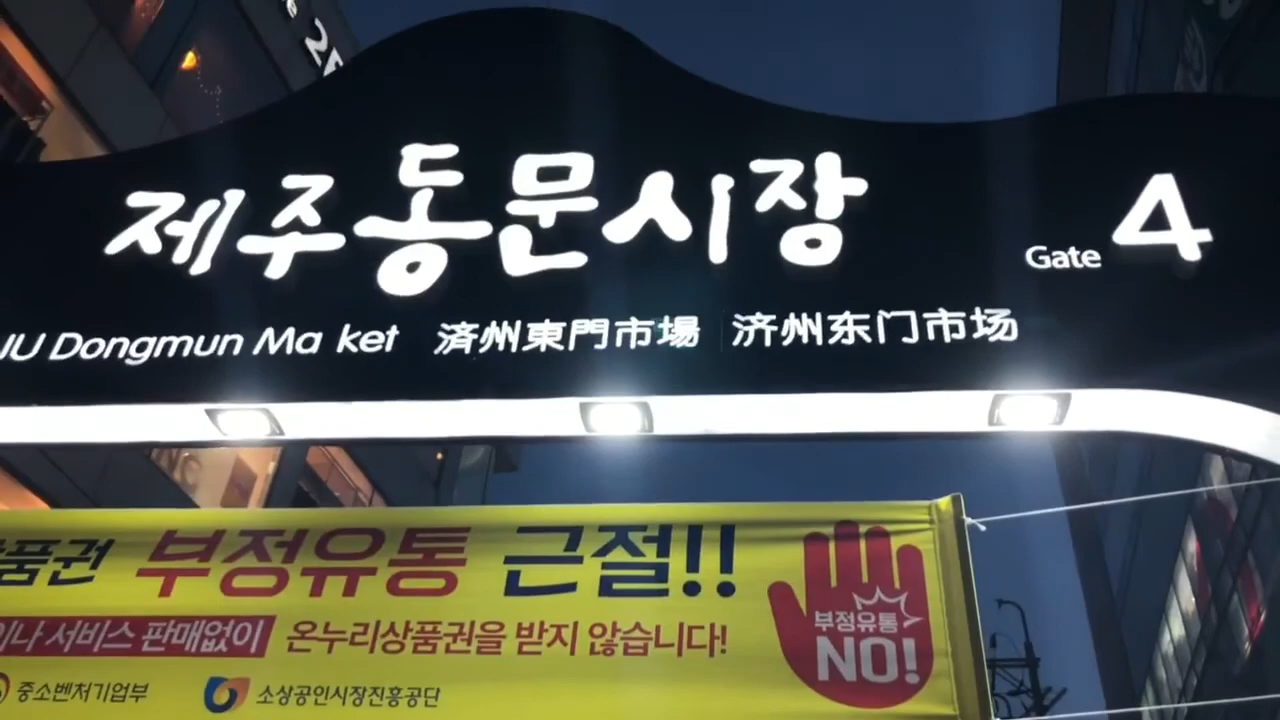 제주동문시장
Gate 4
JU Dongmun Ma ket 済州東門市場 济州东门市场
품권 부정유통 근절!!
이나 서비스 판매없이 온누리상품권을 받지 않습니다!
부정유통
NO!
중소벤처기업부 소상공인시장진흥공단